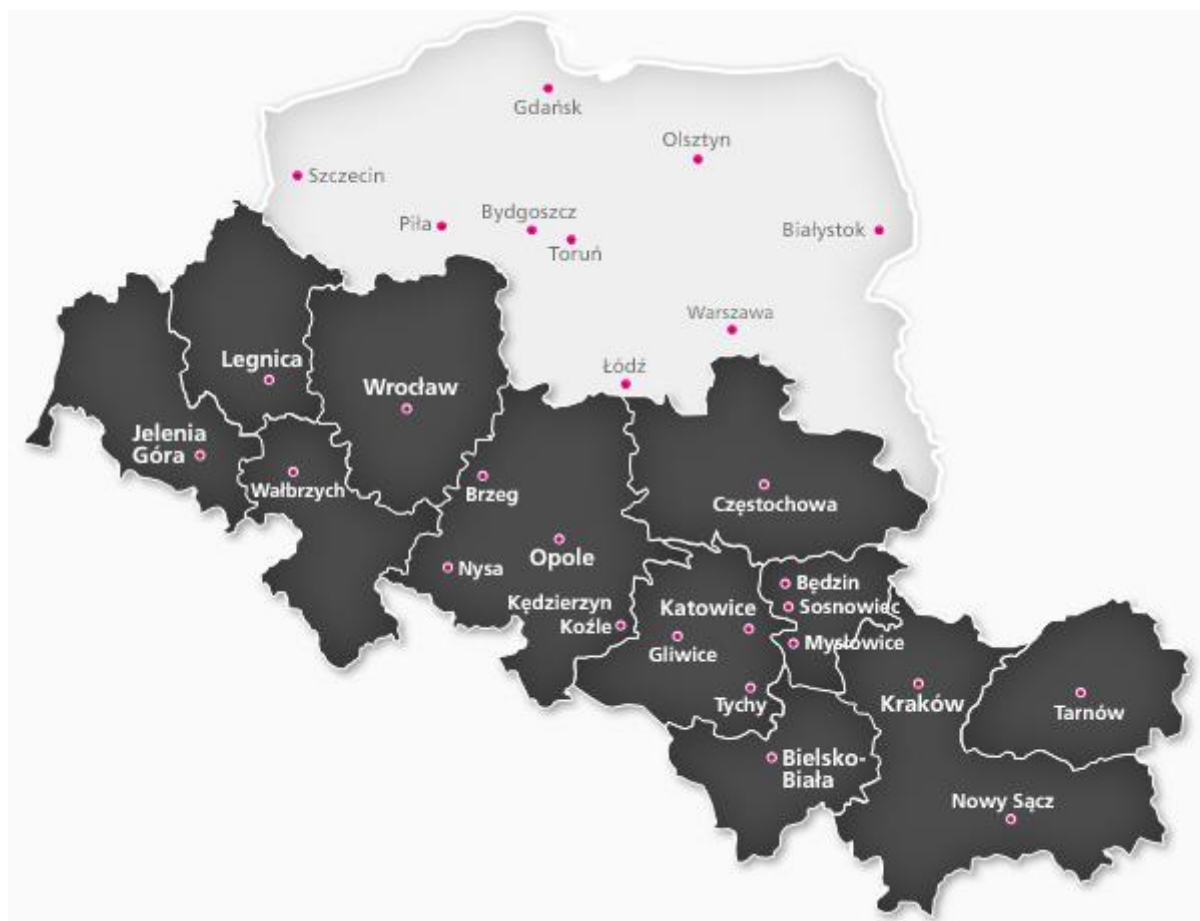 Gdańsk
Olsztyn
Szczecin
Piła
Bydgoszcz
Toruń
Białystok
Warszawa
Łódź
Legnica
Wrocław
Jelenia
Góra
Wałbrzych
Brzeg
Częstochowa
Opole
Nysa
Kędzierzyn
Koźle
Katowice
Gliwice
Tychy
Będzin
Sosnowiec
Mysłowice
Kraków
Tarnów
Bielsko-
Biała
Nowy Sącz